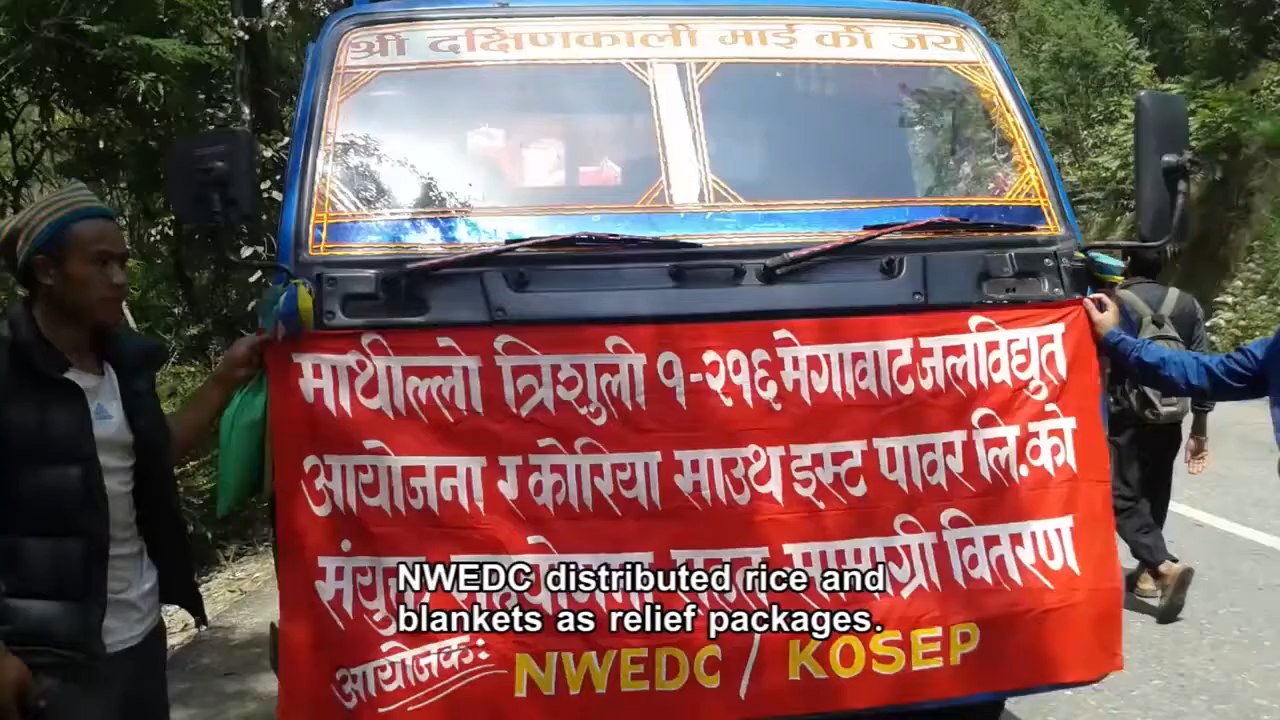 श्री दक्षिणकाली माई की जय
माथील्लो त्रिशुली १-२१६ मेगावाट जलविद्युत
आयोजना र कोरिया साउथ इस्ट पावर लि.को
वितरण
NWEDC distributed rice and
blankets as relief packages.
आयोजकः NWEDC / KOSEP